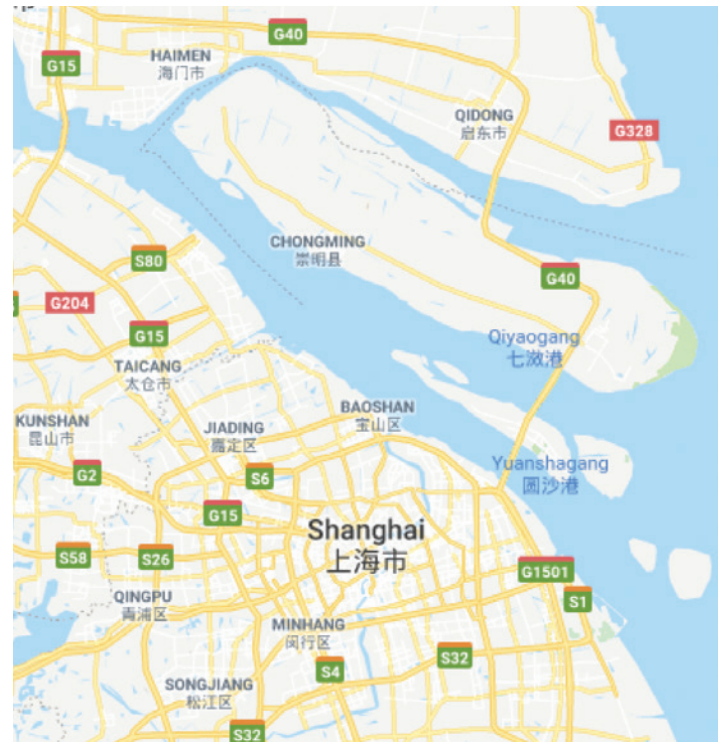 市
G40
G15
HAIMEN
海门市
QIDONG
启东市
G328
CHONGMING
崇明县
S80
G40
G204
G15
Qiyaogang
七滧港
TAICANG
太仓市
BAOSHAN
宝山区
KUNSHAN
昆山市
JIADING
嘉定区
G2
S6
Yuanshagang
圆沙港
G15
Shanghai
上海市
S58
S26
G1501
QINGPU
青浦区
S1
MINHANG
闵行区
S32
S4
SONGJIANG
松江区
S32